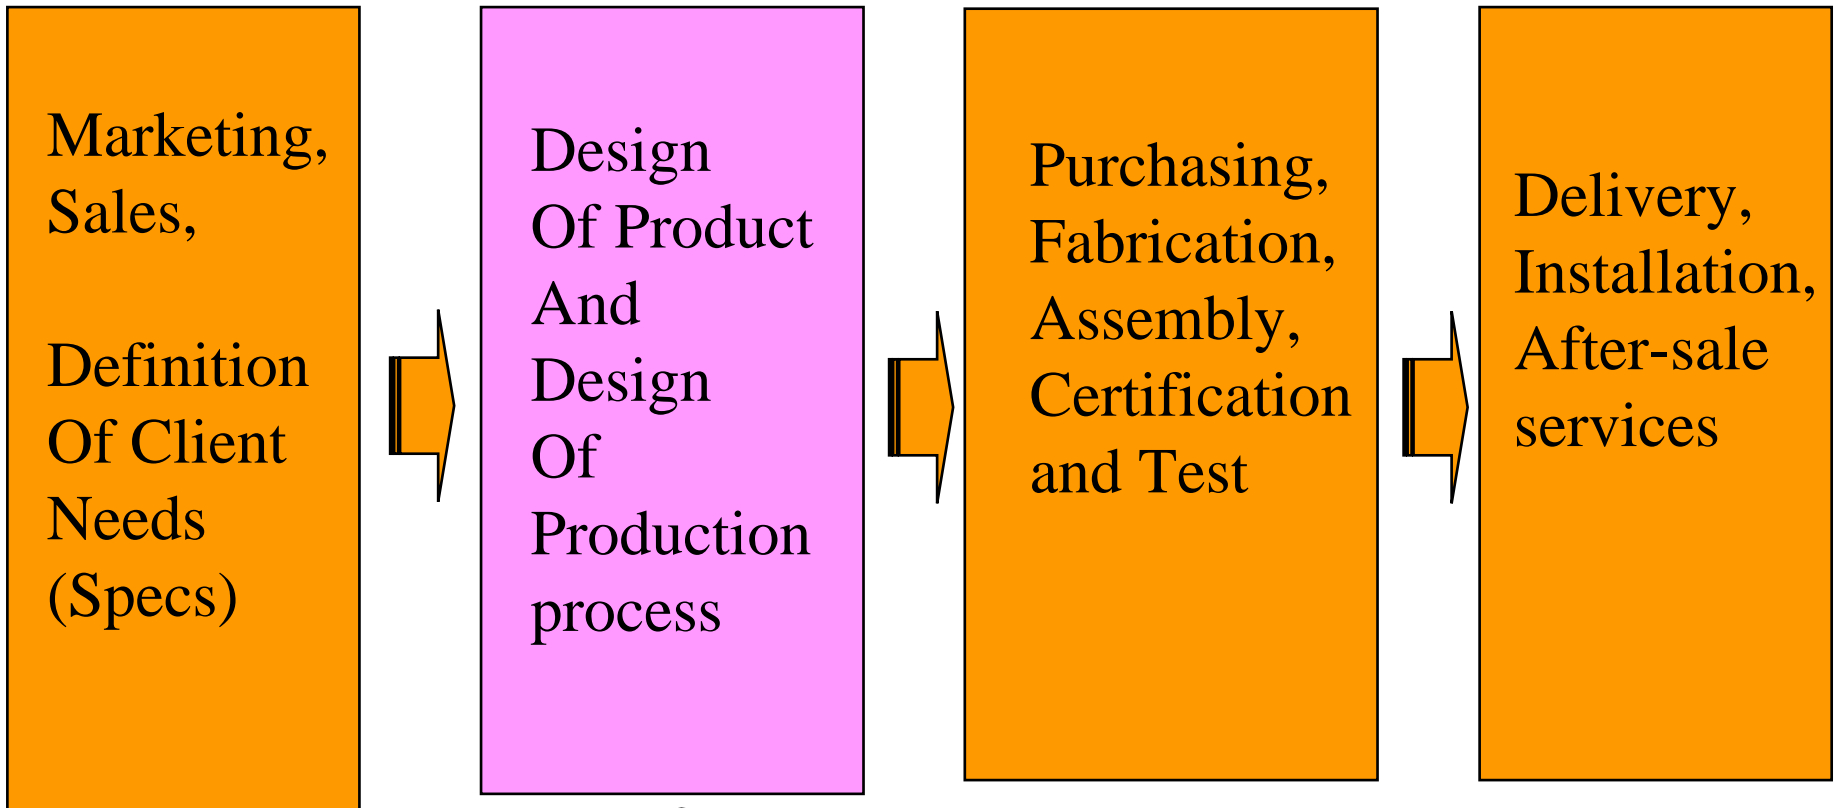 Marketing,
Sales,
Definition
Of Client
Needs
(Specs)
Design
Of Product
And
Design
Of
Production
process
Purchasing,
Fabrication,
Assembly,
Certification
and Test
Delivery,
Installation,
After-sale
services